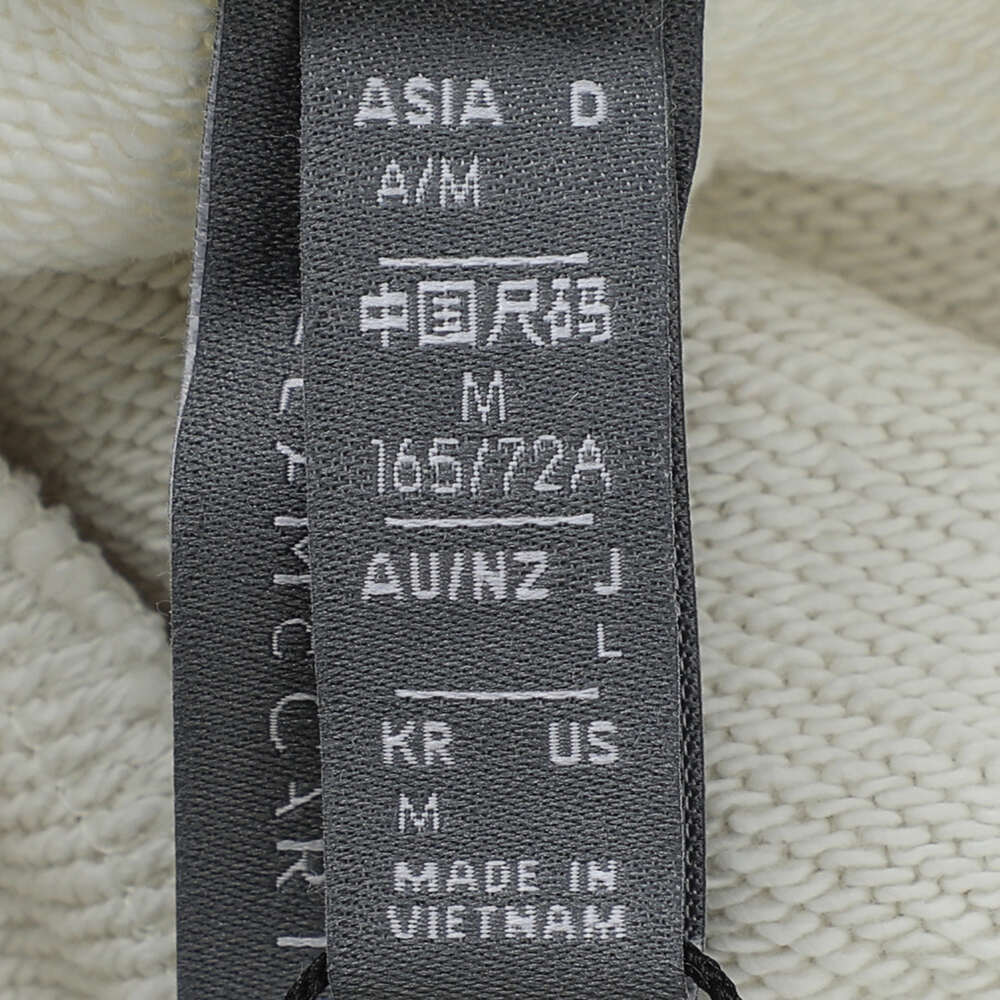 ASIA D
A/M
中国尺码
M
165/72A
AU/NZ J
L
KR US
M
MADE IN
VIETNAM